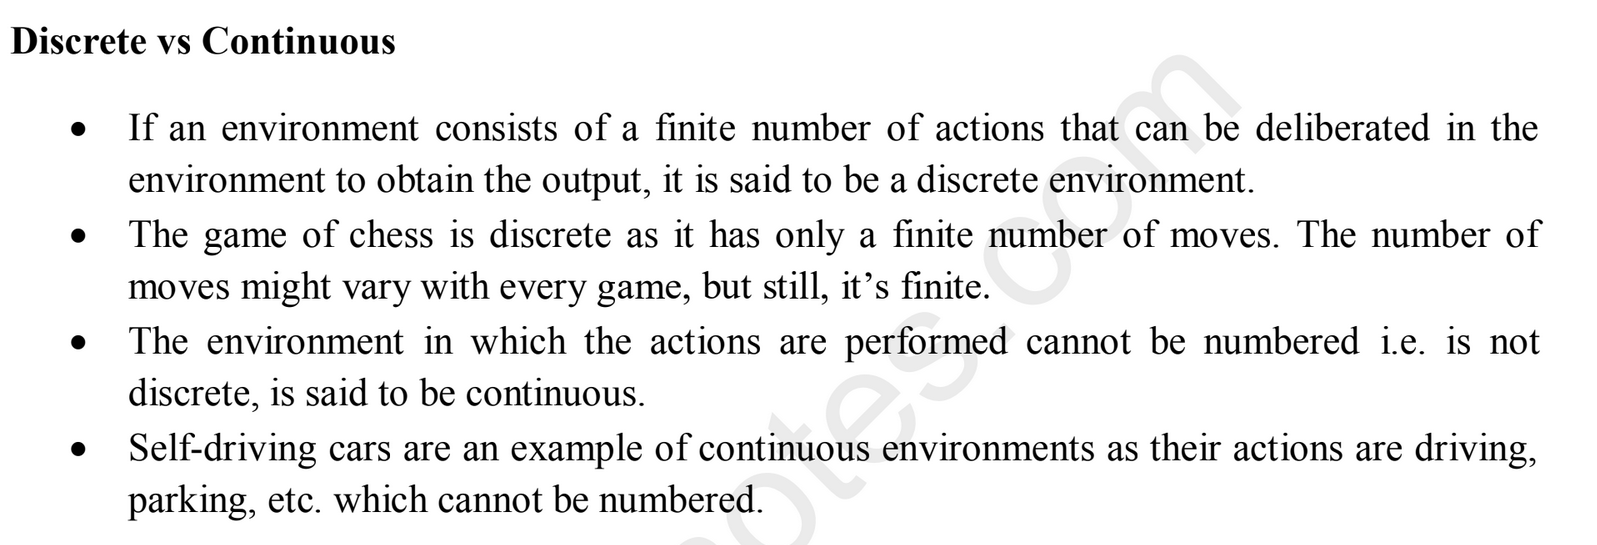 Discrete vs Continuous
• If an environment consists of a finite number of actions that can be deliberated in the
environment to obtain the output, it is said to be a discrete environment.
• The game of chess is discrete as it has only a finite number of moves. The number of
moves might vary with every game, but still, it’s finite.
• The environment in which the actions are performed cannot be numbered i.e. is not
discrete, is said to be continuous.
• Self-driving cars are an example of continuous environments as their actions are driving,
parking, etc. which cannot be numbered.
otes.com